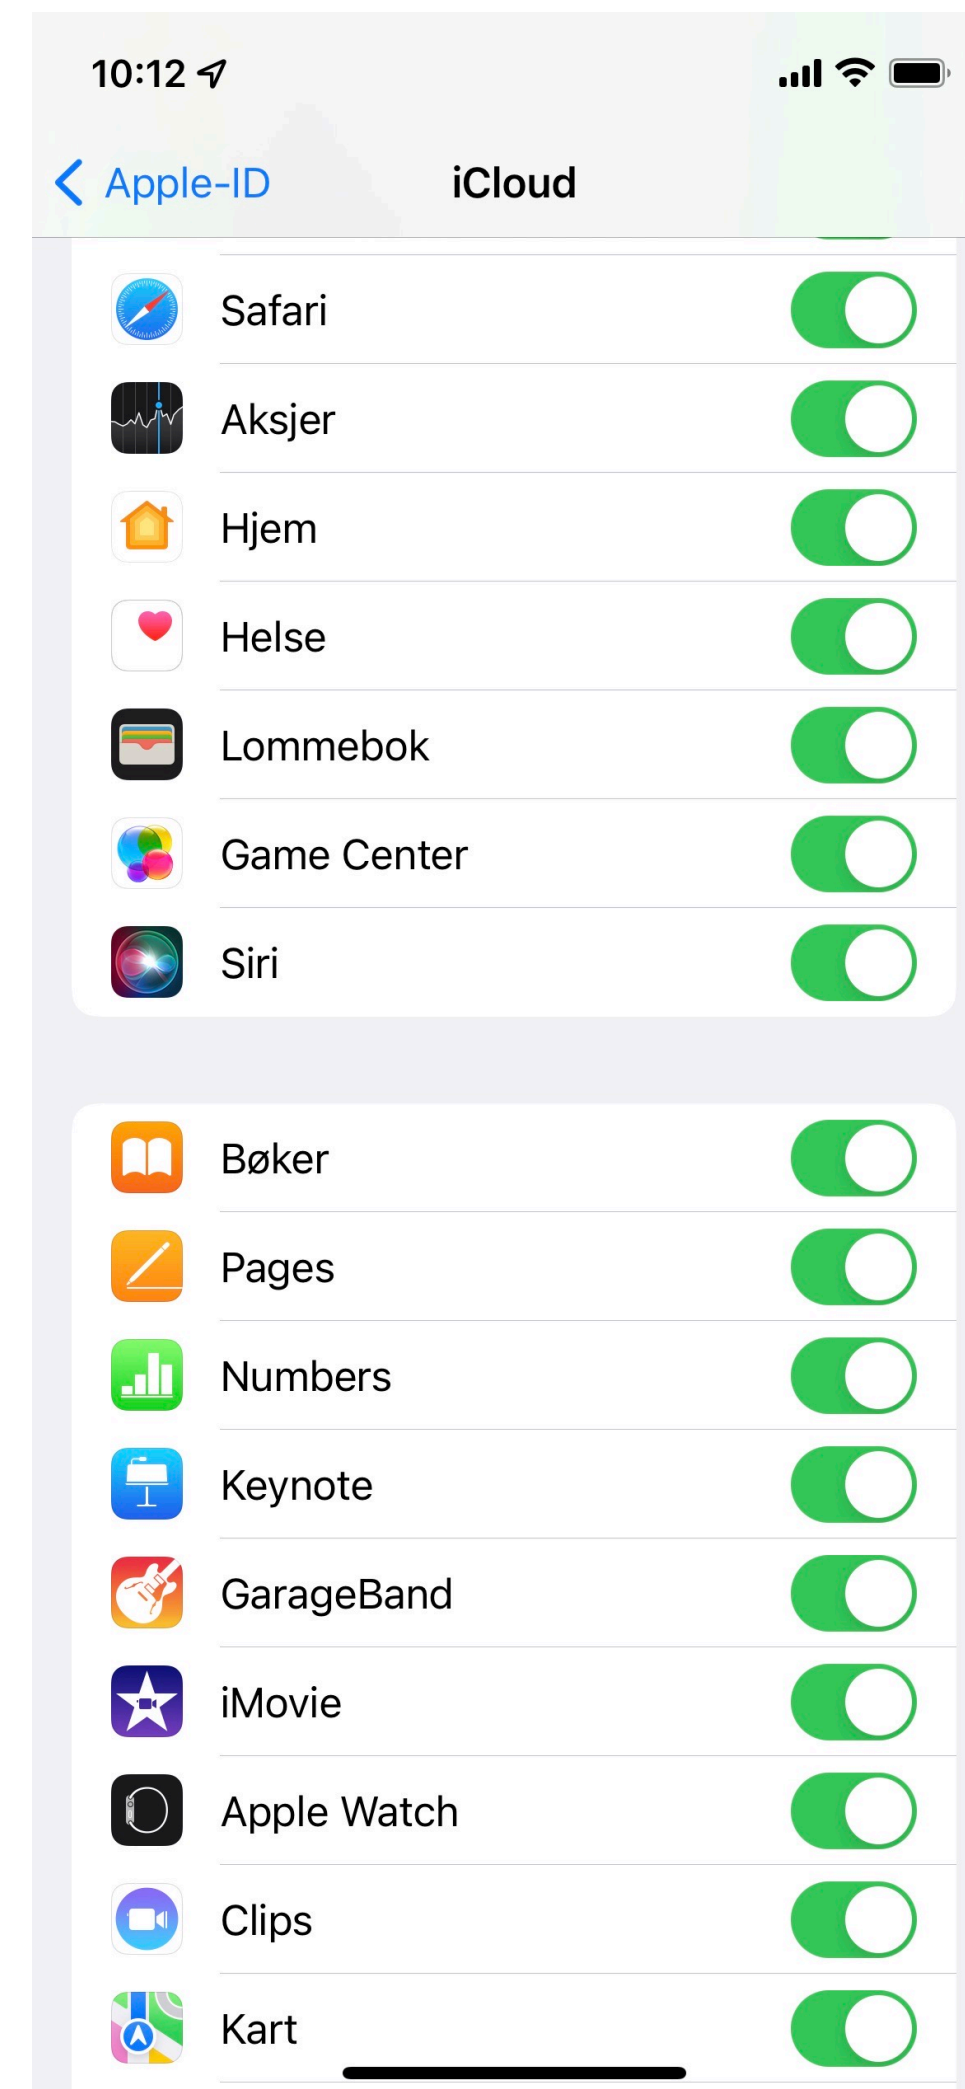 10:12
Apple-ID
iCloud
Safari
Aksjer
Hjem
Helse
Lommebok
Game Center
Siri
Bøker
Pages
Numbers
Keynote
GarageBand
iMovie
Apple Watch
Clips
Kart